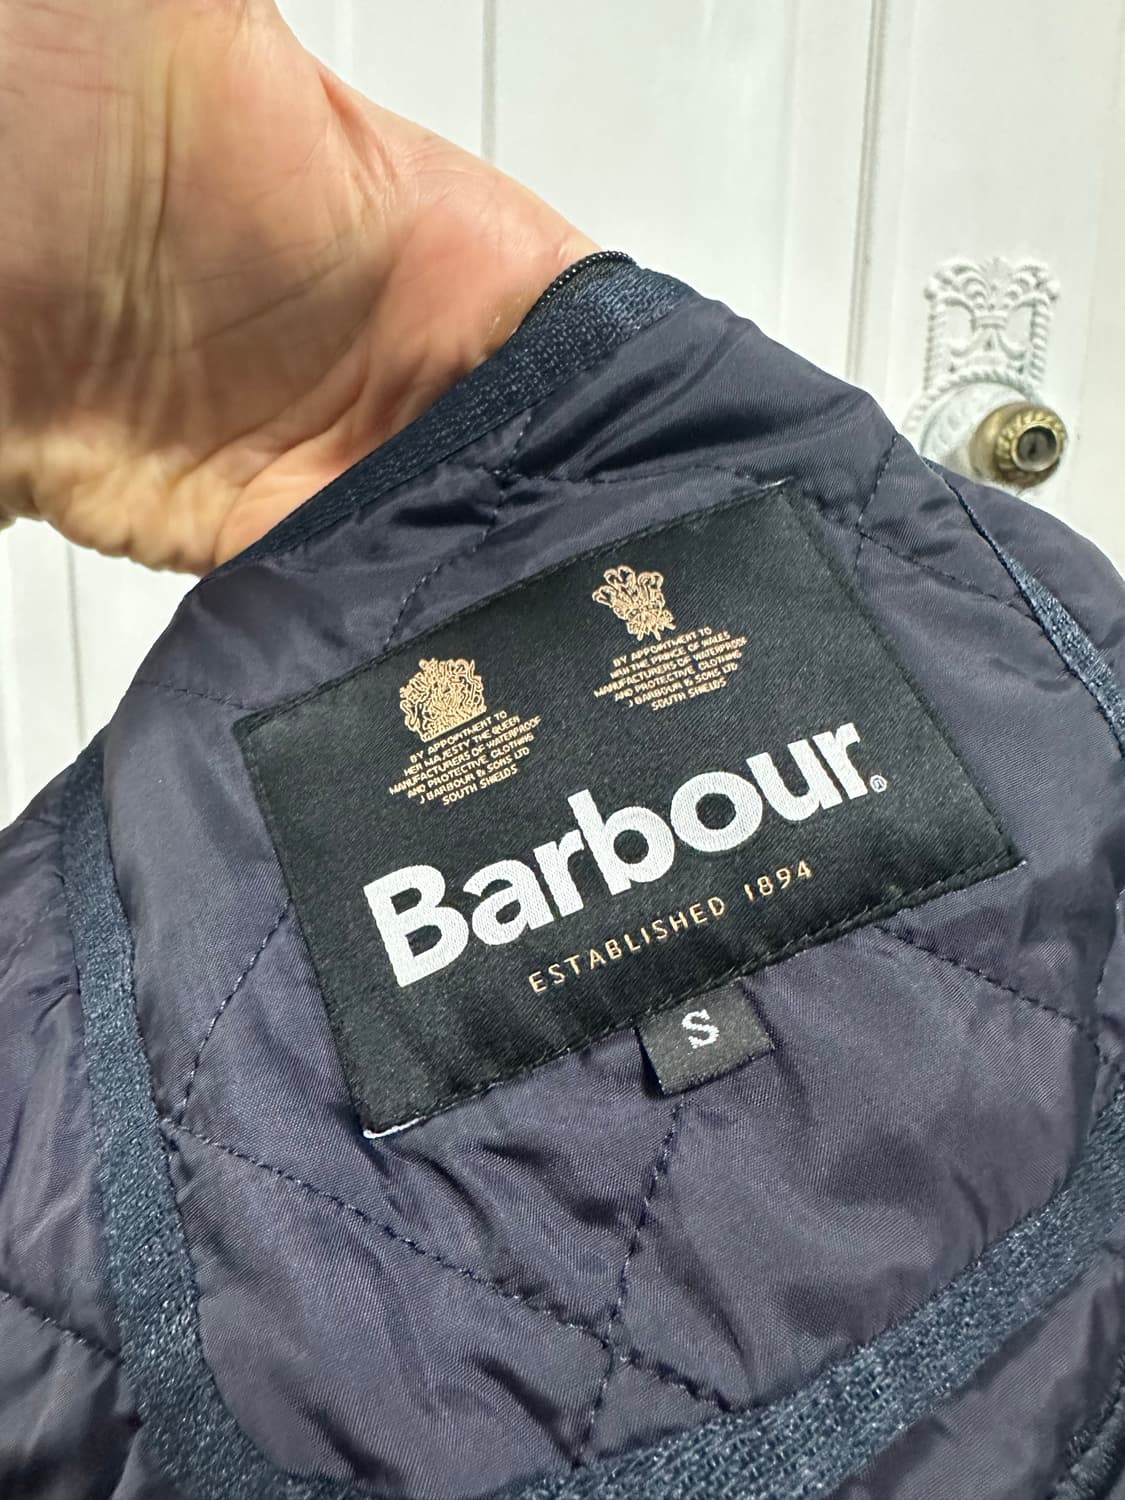 BY APPOINTMENT TO
HER MAJESTY THE QUEEN
MANUFACTURERS OF WATERPROOF
AND PROTECTIVE CLOTHING
J BARBOUR & SONS LTD
SOUTH SHIELDS
BY APPOINTMENT TO
HRH THE PRINCE OF WALES
MANUFACTURERS OF WATERPROOF
AND PROTECTIVE CLOTHING
J BARBOUR & SONS LTD
SOUTH SHIELDS
Barbour®
ESTABLISHED 1894
S